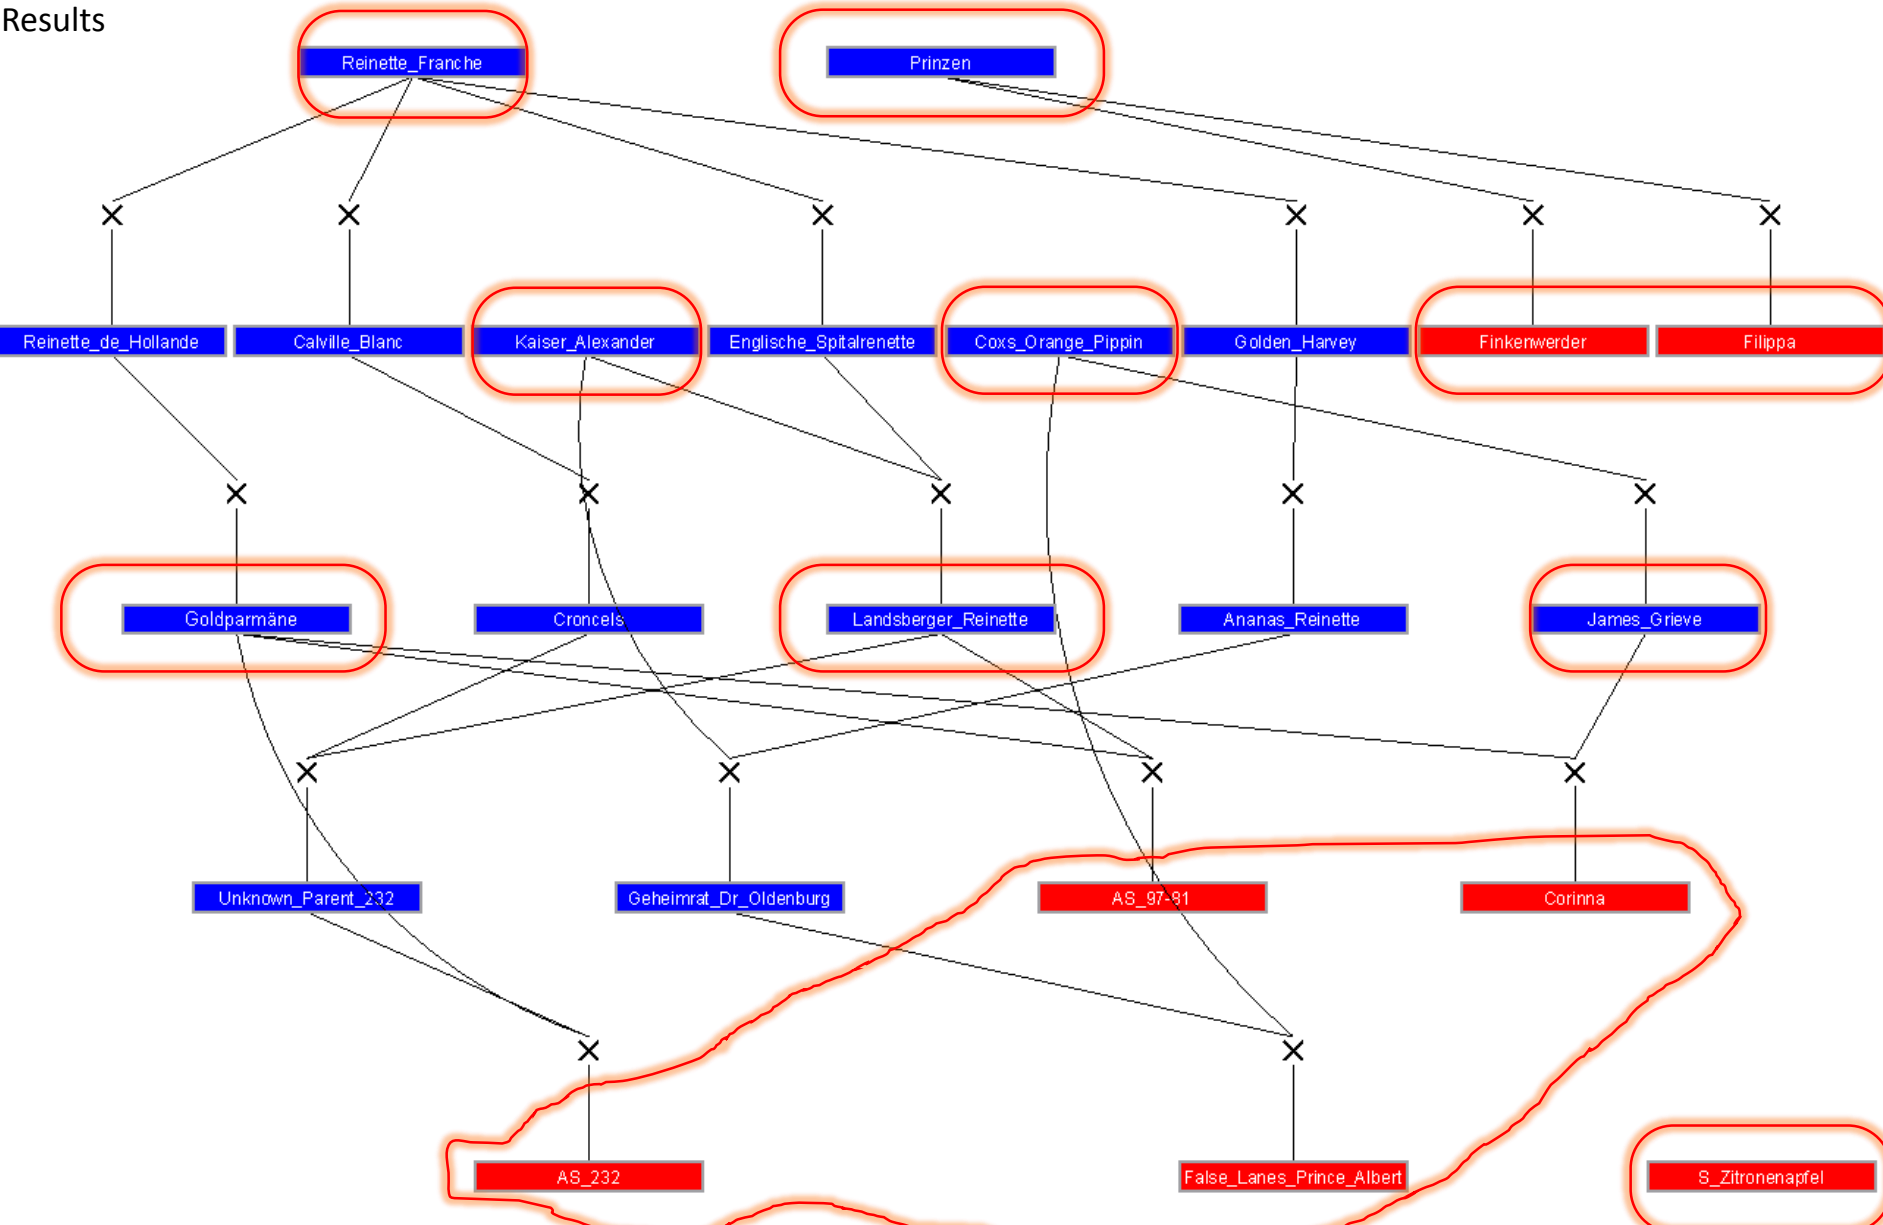 Results
Reinette_Franche
Prinzen
Reinette_de_Hollande
Calville_Blanc
Kaiser_Alexander
Englische_Spitalrenette
Coxs_Orange_Pippin
Golden_Harvey
Finkenwerder
Filippa
Goldparmäne
Croncels
Landsberger_Reinette
Ananas_Reinette
James_Grieve
Unknown_Parent_232
Geheimrat_Dr_Oldenburg
AS_97-81
Corinna
AS_232
False_Lanes_Prince_Albert
S_Zitronenapfel